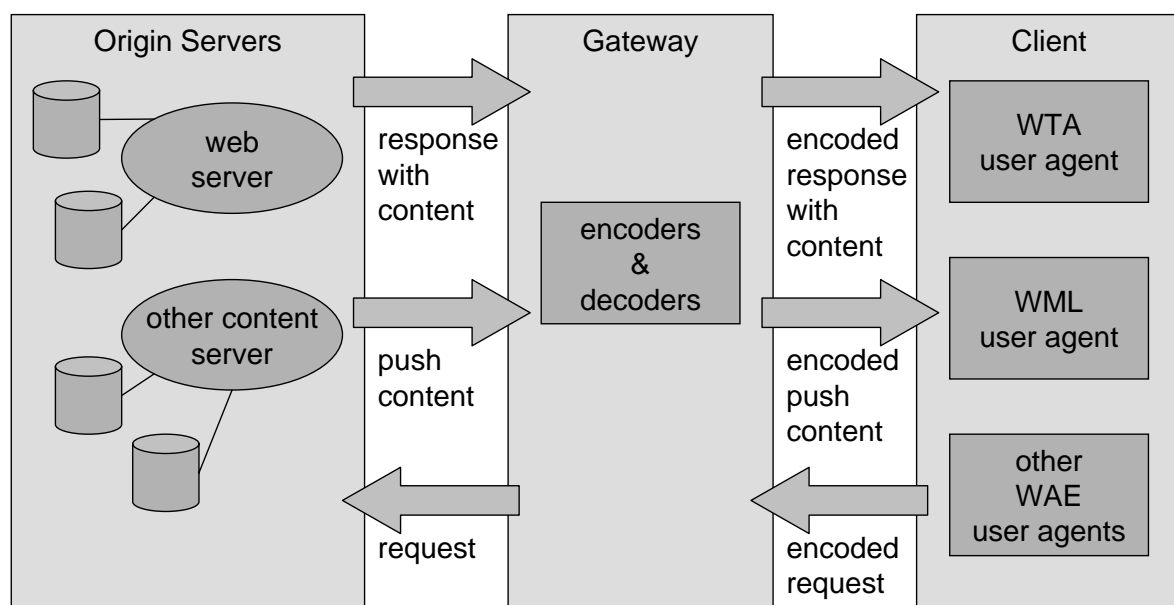 Origin Servers
web
server
other content
server
response
with
content
push
content
request
Gateway
encoders
&
decoders
encoded
response
with
content
encoded
push
content
encoded
request
Client
WTA
user agent
WML
user agent
other
WAE
user agents